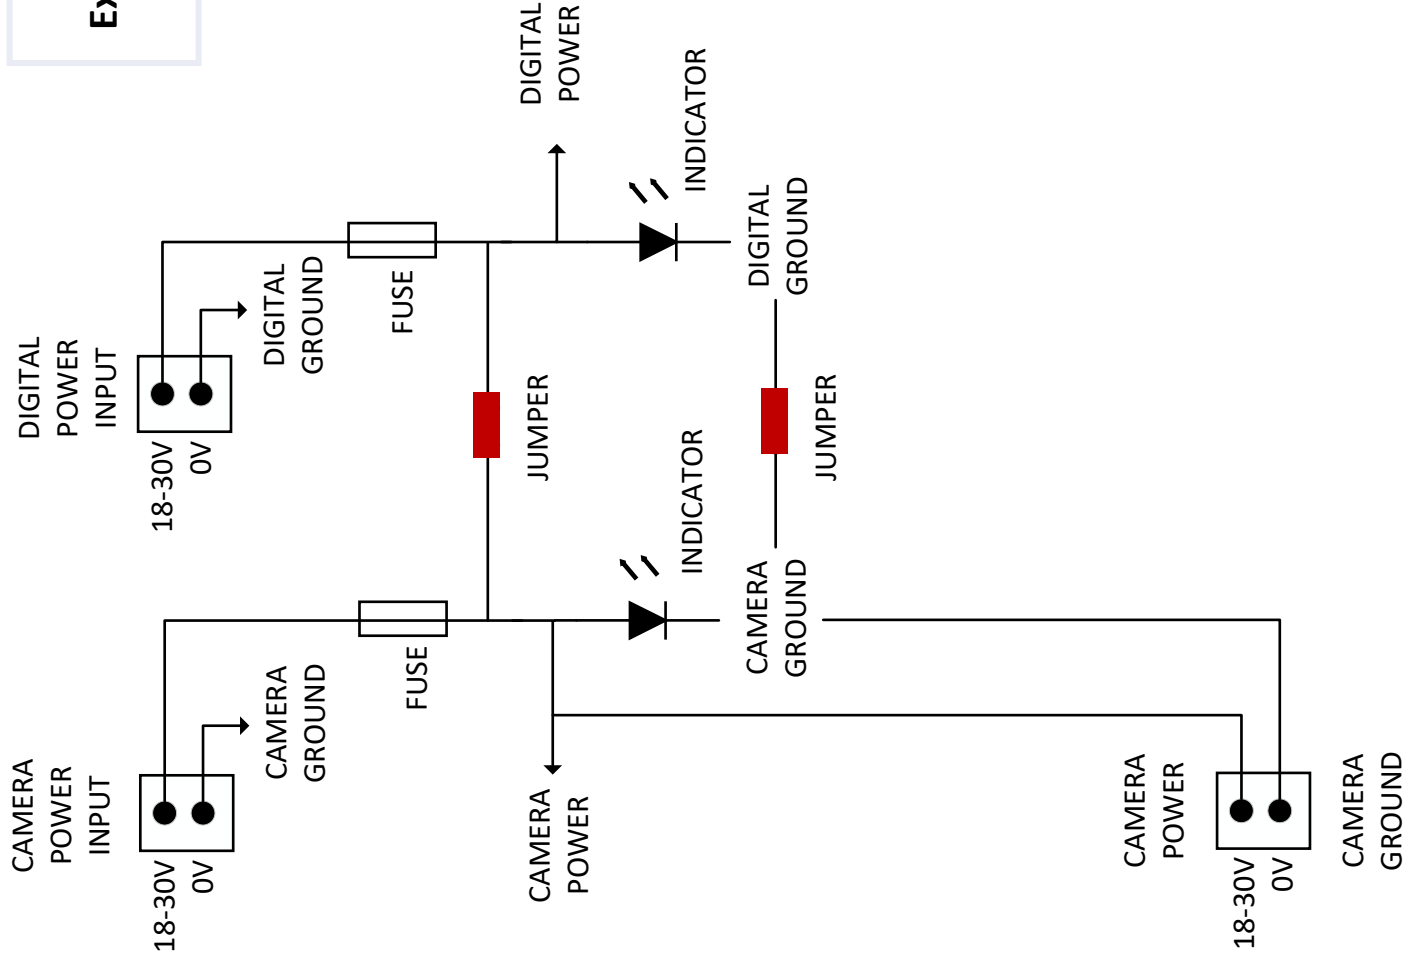 CAMERA
POWER
INPUT
DIGITAL
POWER
INPUT
Ex
18-30V
0V
18-30V
0V
CAMERA
GROUND
DIGITAL
GROUND
FUSE
FUSE
CAMERA
POWER
JUMPER
DIGITAL
POWER
INDICATOR
INDICATOR
CAMERA
GROUND
JUMPER
DIGITAL
GROUND
CAMERA
POWER
18-30V
0V
CAMERA
GROUND